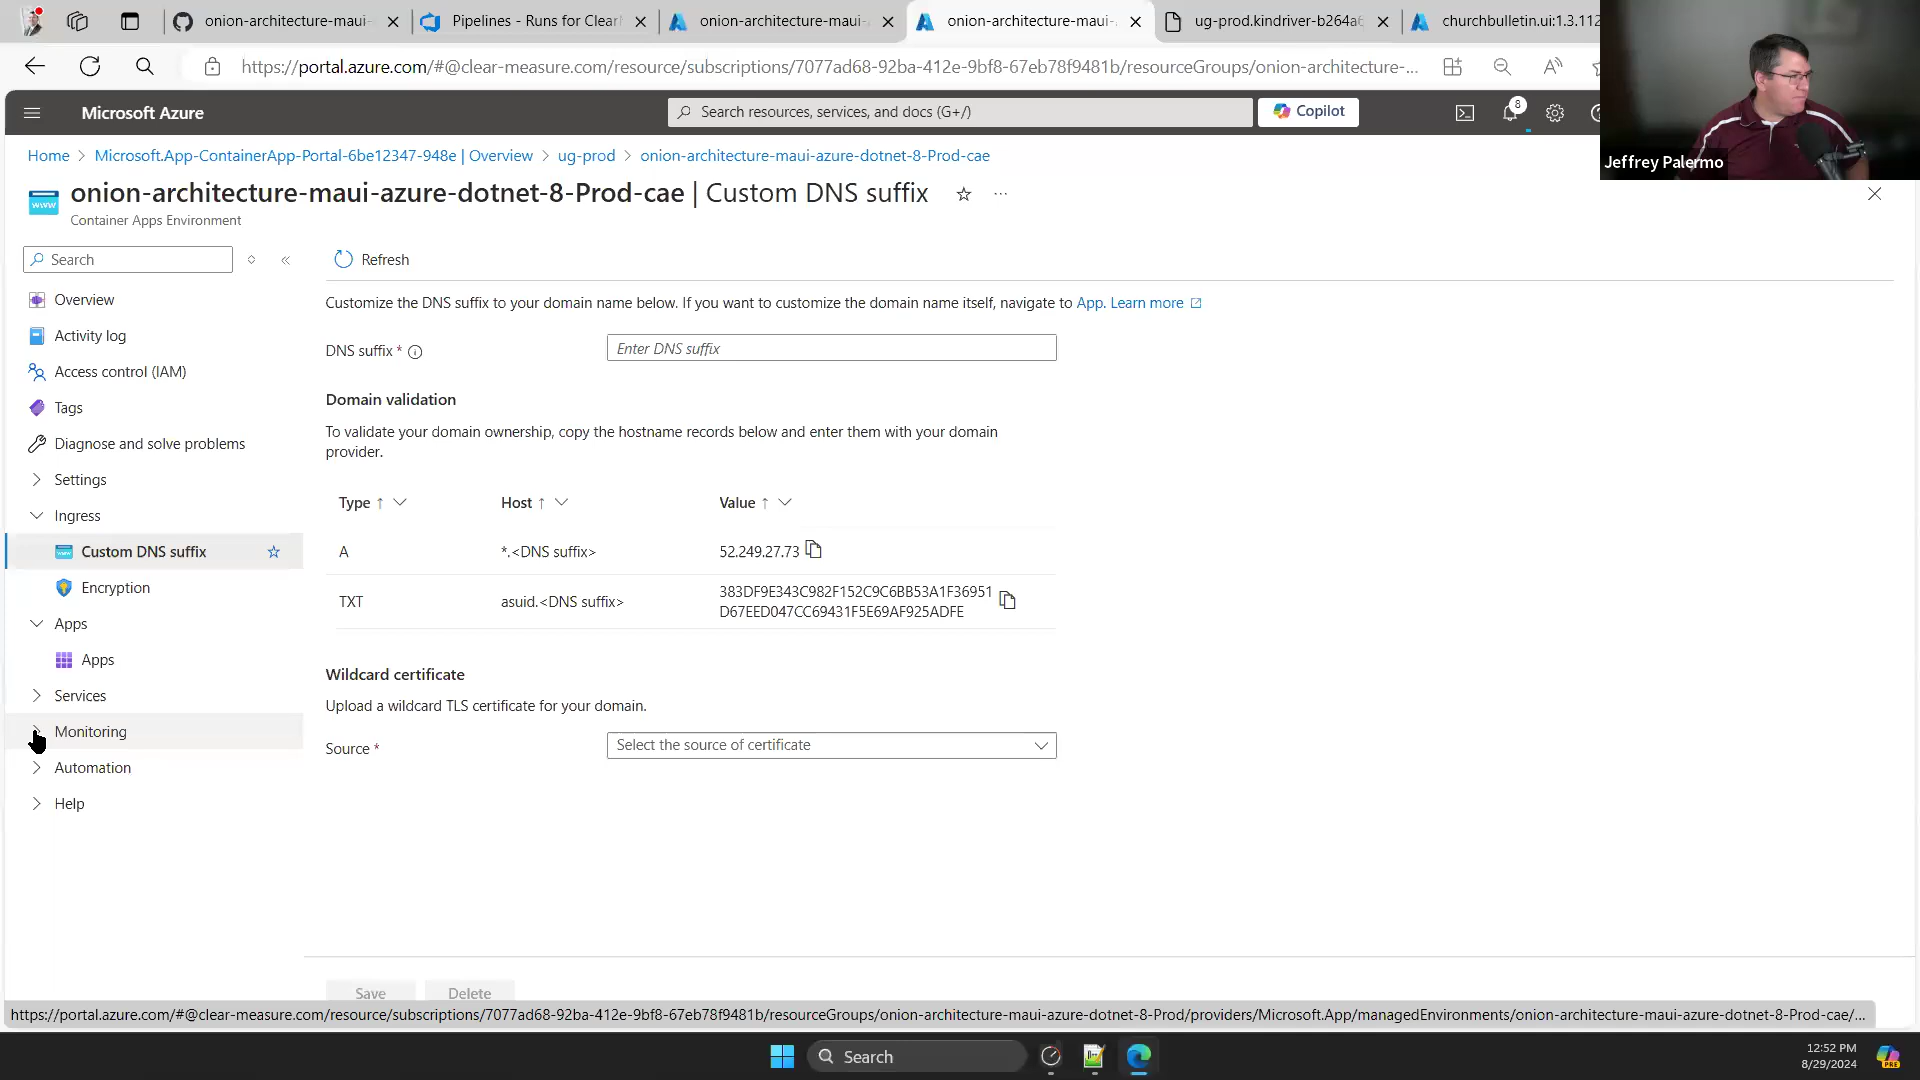 onion-architecture-maui-
Pipelines - Runs for Clear
onion-architecture-maui-
onion-architecture-maui-
ug-prod.kindriver-b264a6
churchbulletin.ui:1.3.112
https://portal.azure.com/#@clear-measure.com/resource/subscriptions/7077ad68-92ba-412e-9bf8-67eb78f9481b/resourceGroups/onion-architecture-...
Microsoft Azure
Search resources, services, and docs (G+/)
Copilot
8
Jeffrey Palermo
Home > Microsoft.App-ContainerApp-Portal-6be12347-948e | Overview > ug-prod > onion-architecture-maui-azure-dotnet-8-Prod-cae
onion-architecture-maui-azure-dotnet-8-Prod-cae | Custom DNS suffix
Container Apps Environment
Search
Refresh
Overview
Activity log
Access control (IAM)
Tags
Diagnose and solve problems
Settings
Ingress
Custom DNS suffix
Encryption
Apps
Apps
Services
Monitoring
Automation
Help
Customize the DNS suffix to your domain name below. If you want to customize the domain name itself, navigate to App. Learn more
DNS suffix *
Enter DNS suffix
Domain validation
To validate your domain ownership, copy the hostname records below and enter them with your domain
provider.
Type ↑ Host ↑ Value ↑
A *.<DNS suffix> 52.249.27.73
TXT asuid.<DNS suffix> 383DF9E343C982F152C9C6BB53A1F36951
D67EED047CC69431F5E69AF925ADFE
Wildcard certificate
Upload a wildcard TLS certificate for your domain.
Source *
Select the source of certificate
Save
Delete
https://portal.azure.com/#@clear-measure.com/resource/subscriptions/7077ad68-92ba-412e-9bf8-67eb78f9481b/resourceGroups/onion-architecture-maui-azure-dotnet-8-Prod/providers/Microsoft.App/managedEnvironments/onion-architecture-maui-azure-dotnet-8-Prod-cae/...
Search
12:52 PM
8/29/2024
PRE